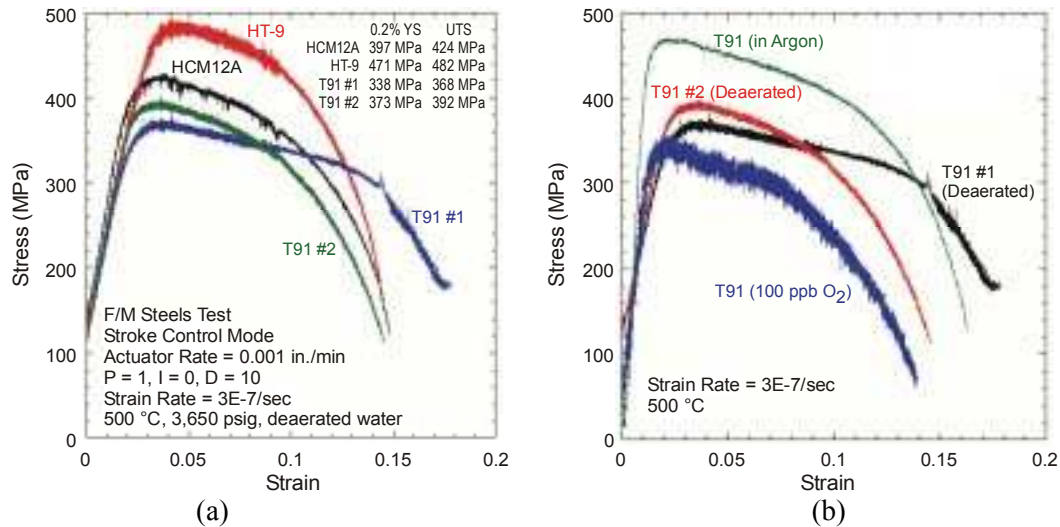 500
400
300
200
100
0
Stress (MPa)
0
0.05
0.1
0.15
0.2
Strain
HT-9
HCM12A
0.2% YS UTS
HCM12A 397 MPa 424 MPa
HT-9 471 MPa 482 MPa
T91 #1 338 MPa 368 MPa
T91 #2 373 MPa 392 MPa
T91 #1
T91 #2
F/M Steels Test
Stroke Control Mode
Actuator Rate = 0.001 in./min
P = 1, I = 0, D = 10
Strain Rate = 3E-7/sec
500 °C, 3,650 psig, deaerated water
(a)
500
400
300
200
100
0
Stress (MPa)
0
0.05
0.1
0.15
0.2
Strain
T91 (in Argon)
T91 #2 (Deaerated)
T91 #1
(Deaerated)
T91 (100 ppb O2)
Strain Rate = 3E-7/sec
500 °C
(b)